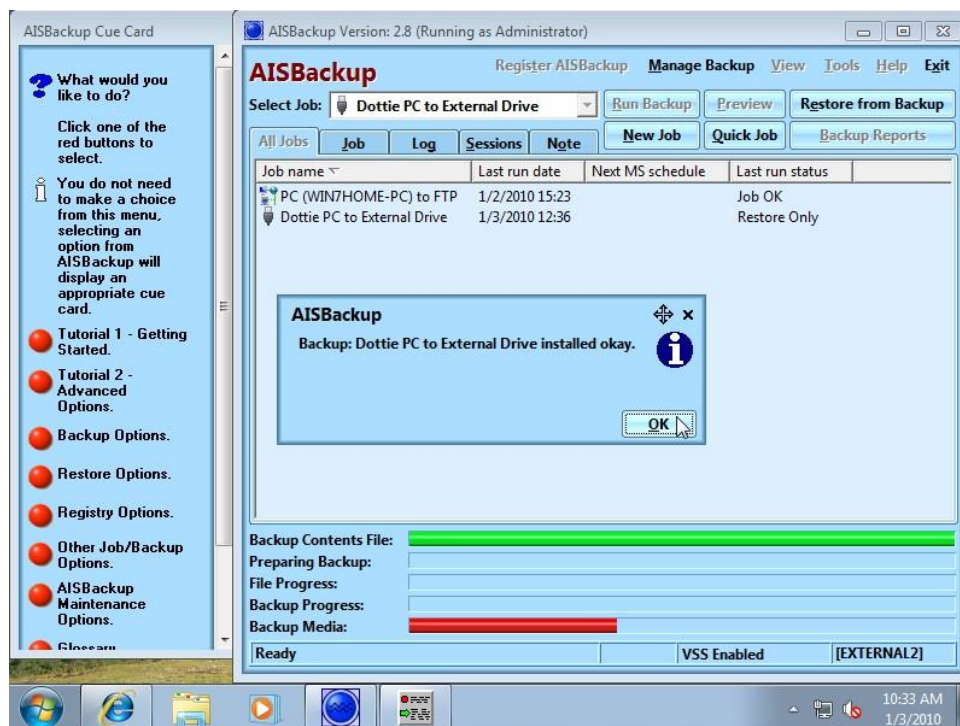 AISBackup Cue Card
What would you
like to do?
Click one of the
red buttons to
select.
You do not need
to make a choice
from this menu,
selecting an
option from
AISBackup will
display an
appropriate cue
card.
Tutorial 1 - Getting
Started.
Tutorial 2 -
Advanced
Options.
Backup Options.
Restore Options.
Registry Options.
Other Job/Backup
Options.
AISBackup
Maintenance
Options.
Glossary
AISBackup Version: 2.8 (Running as Administrator)
AISBackup Register AISBackup Manage Backup View Tools Help Exit
Select Job: Dottie PC to External Drive Run Backup Preview Restore from Backup
All Jobs Job Log Sessions Note New Job Quick Job Backup Reports
Job name Last run date Next MS schedule Last run status
PC (WIN7HOME-PC) to FTP 1/2/2010 15:23 Job OK
Dottie PC to External Drive 1/3/2010 12:36 Restore Only
AISBackup
Backup: Dottie PC to External Drive installed okay.
OK
Backup Contents File:
Preparing Backup:
File Progress:
Backup Progress:
Backup Media:
Ready VSS Enabled [EXTERNAL2]
10:33 AM
1/3/2010